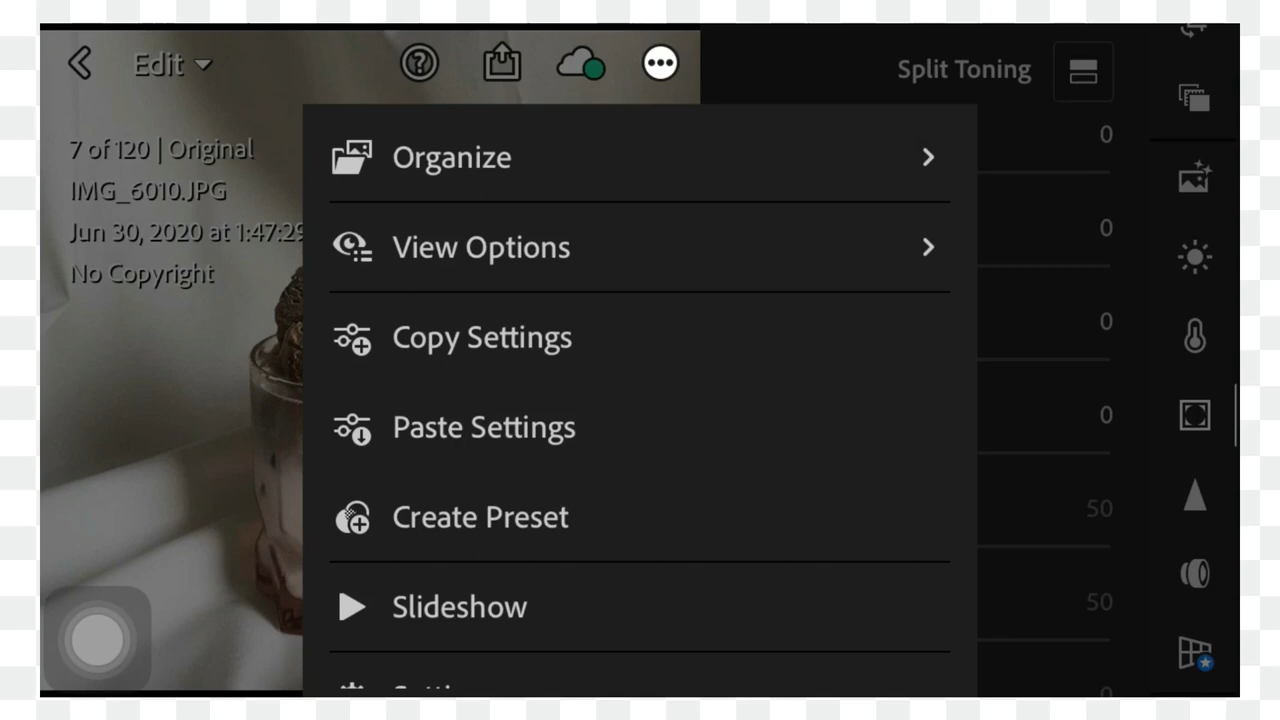 Edit
Split Toning
7 of 120 | Original
IMG_6010.JPG
Jun 30, 2020 at 1:47:29
No Copyright
Organize
View Options
Copy Settings
Paste Settings
Create Preset
Slideshow
0
0
0
0
50
50
0